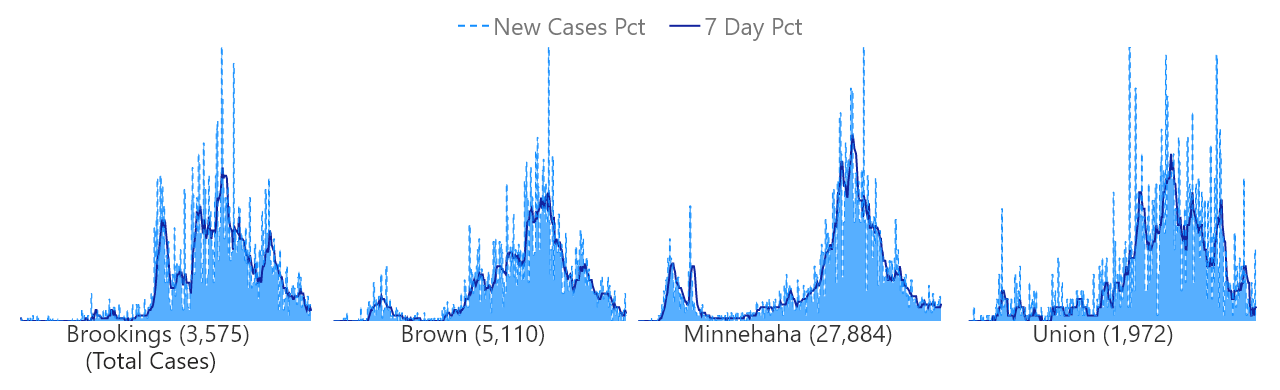 New Cases Pct 7 Day Pct
Brookings (3,575) Brown (5,110) Minnehaha (27,884) Union (1,972)
(Total Cases)